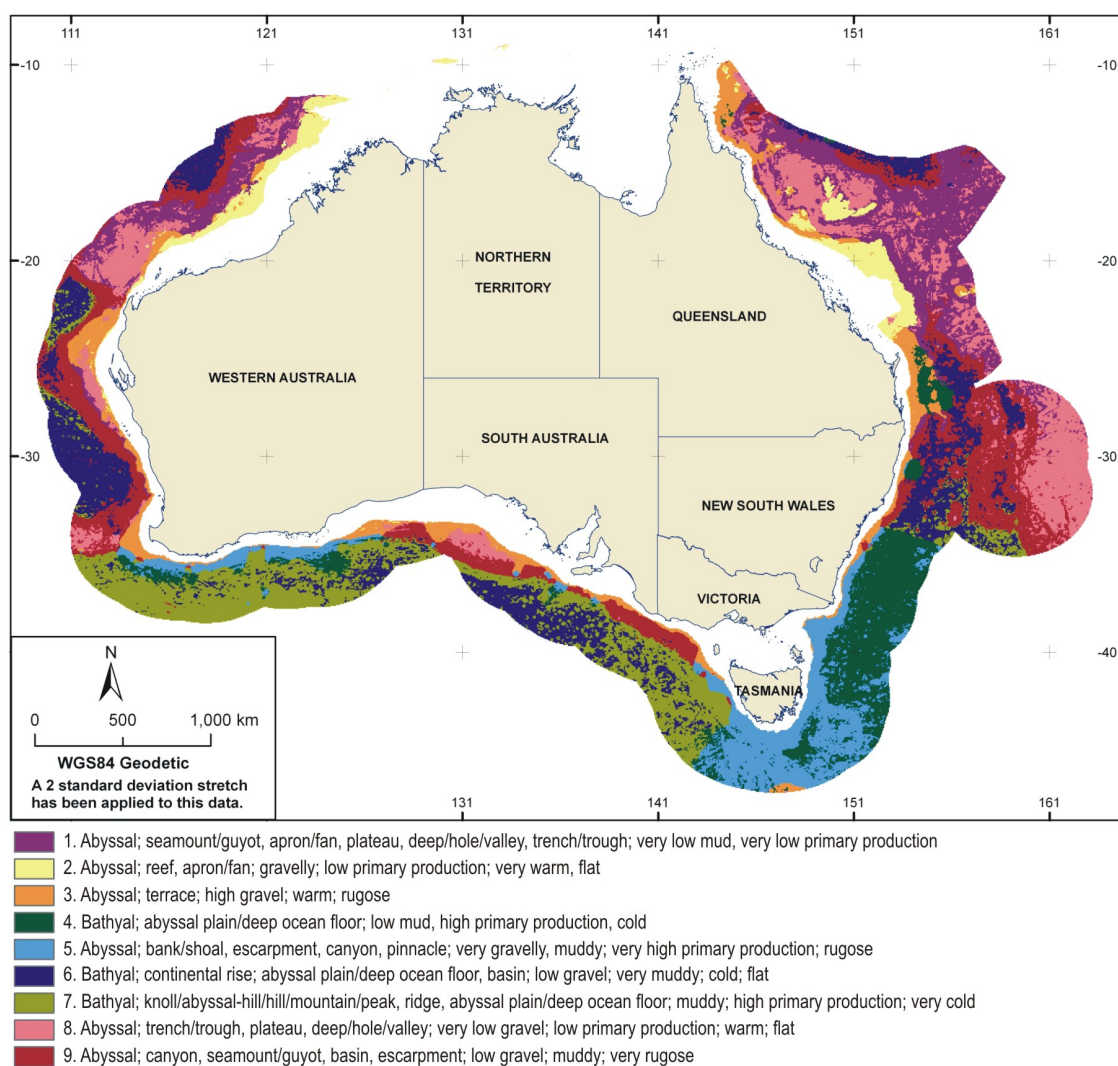 111 121 131 141 151 161
-10 -10
NORTHERN
TERRITORY
-20 -20
QUEENSLAND
WESTERN AUSTRALIA
SOUTH AUSTRALIA
-30 -30
NEW SOUTH WALES
VICTORIA
-40
TASMANIA
N
0 500 1,000 km
WGS84 Geodetic
A 2 standard deviation stretch
has been applied to this data.
131 141 151 161
1. Abyssal; seamount/guyot, apron/fan, plateau, deep/hole/valley, trench/trough; very low mud, very low primary production
2. Abyssal; reef, apron/fan; gravelly; low primary production; very warm, flat
3. Abyssal; terrace; high gravel; warm; rugose
4. Bathyal; abyssal plain/deep ocean floor; low mud, high primary production, cold
5. Abyssal; bank/shoal, escarpment, canyon, pinnacle; very gravelly, muddy; very high primary production; rugose
6. Bathyal; continental rise; abyssal plain/deep ocean floor, basin; low gravel; very muddy; cold; flat
7. Bathyal; knoll/abyssal-hill/hill/mountain/peak, ridge, abyssal plain/deep ocean floor; muddy; high primary production; very cold
8. Abyssal; trench/trough, plateau, deep/hole/valley; very low gravel; low primary production; warm; flat
9. Abyssal; canyon, seamount/guyot, basin, escarpment; low gravel; muddy; very rugose